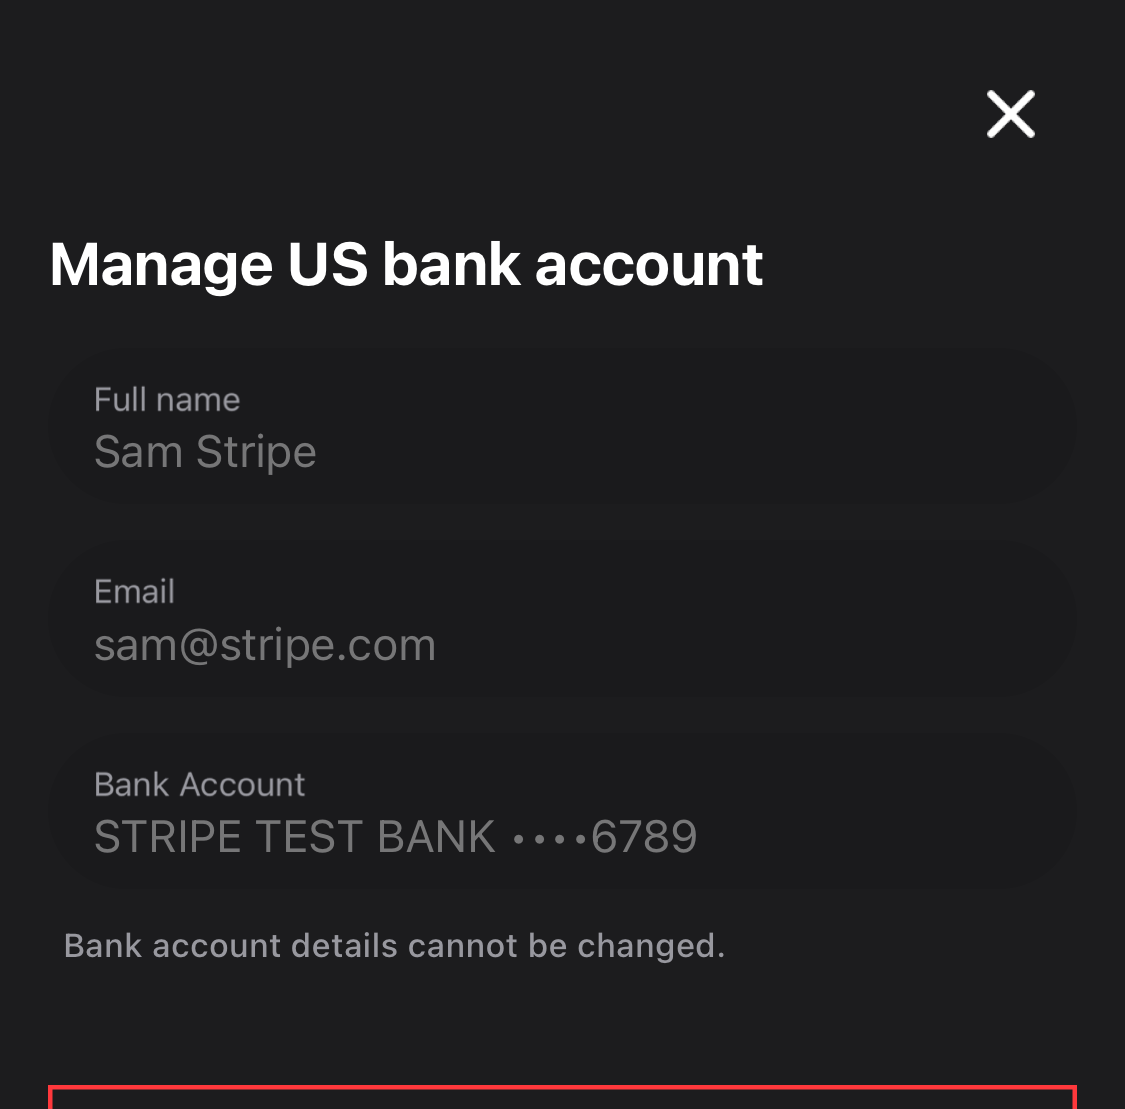 Manage US bank account
Full name
Sam Stripe
Email
sam@stripe.com
Bank Account
STRIPE TEST BANK ••••6789
Bank account details cannot be changed.